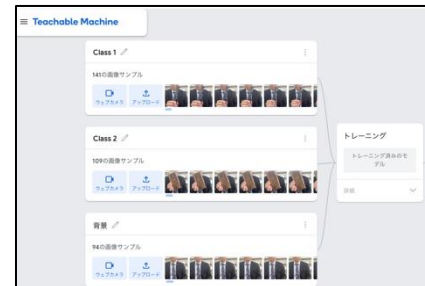 ≡ Teachable Machine
Class 1
141の画像サンプル
ウェブカメラ アップロード
Class 2
109の画像サンプル
ウェブカメラ アップロード
背景
94の画像サンプル
ウェブカメラ アップロード
トレーニング
トレーニング済みのモ
デル
詳細